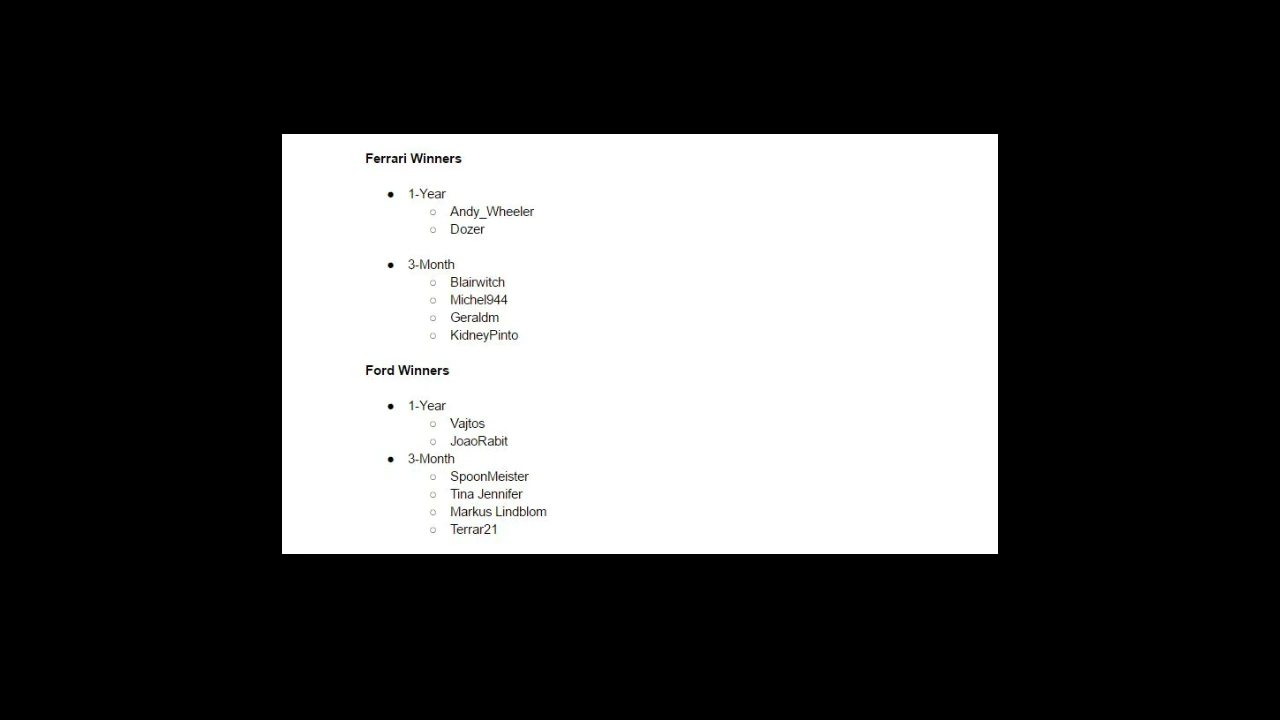 Ferrari Winners
● 1-Year
○ Andy_Wheeler
○ Dozer
● 3-Month
○ Blairwitch
○ Michel944
○ Geraldm
○ KidneyPinto
Ford Winners
● 1-Year
○ Vajtos
○ JoaoRabit
● 3-Month
○ SpoonMeister
○ Tina Jennifer
○ Markus Lindblom
○ Terrar21